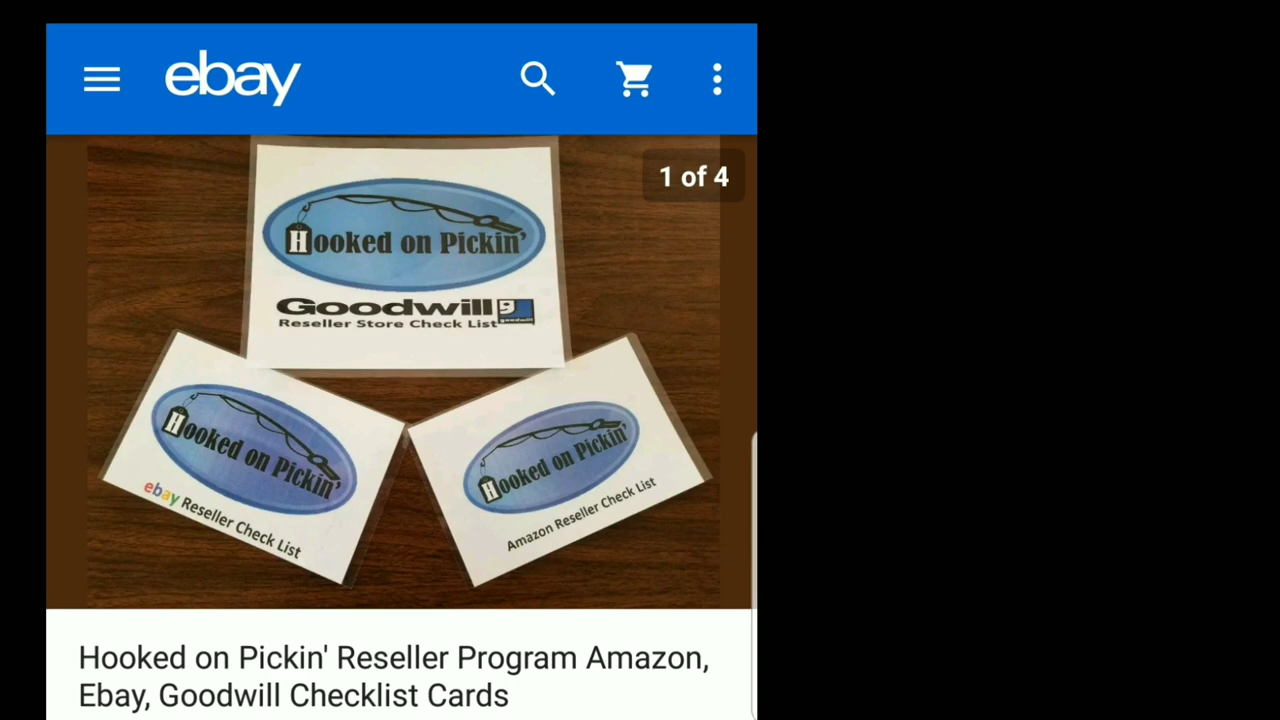 ebay
1 of 4
Hooked on Pickin'
Goodwill
Reseller Store Check List
goodwill
Hooked on Pickin'
ebay Reseller Check List
Hooked on Pickin'
Amazon Reseller Check List
Hooked on Pickin' Reseller Program Amazon,
Ebay, Goodwill Checklist Cards